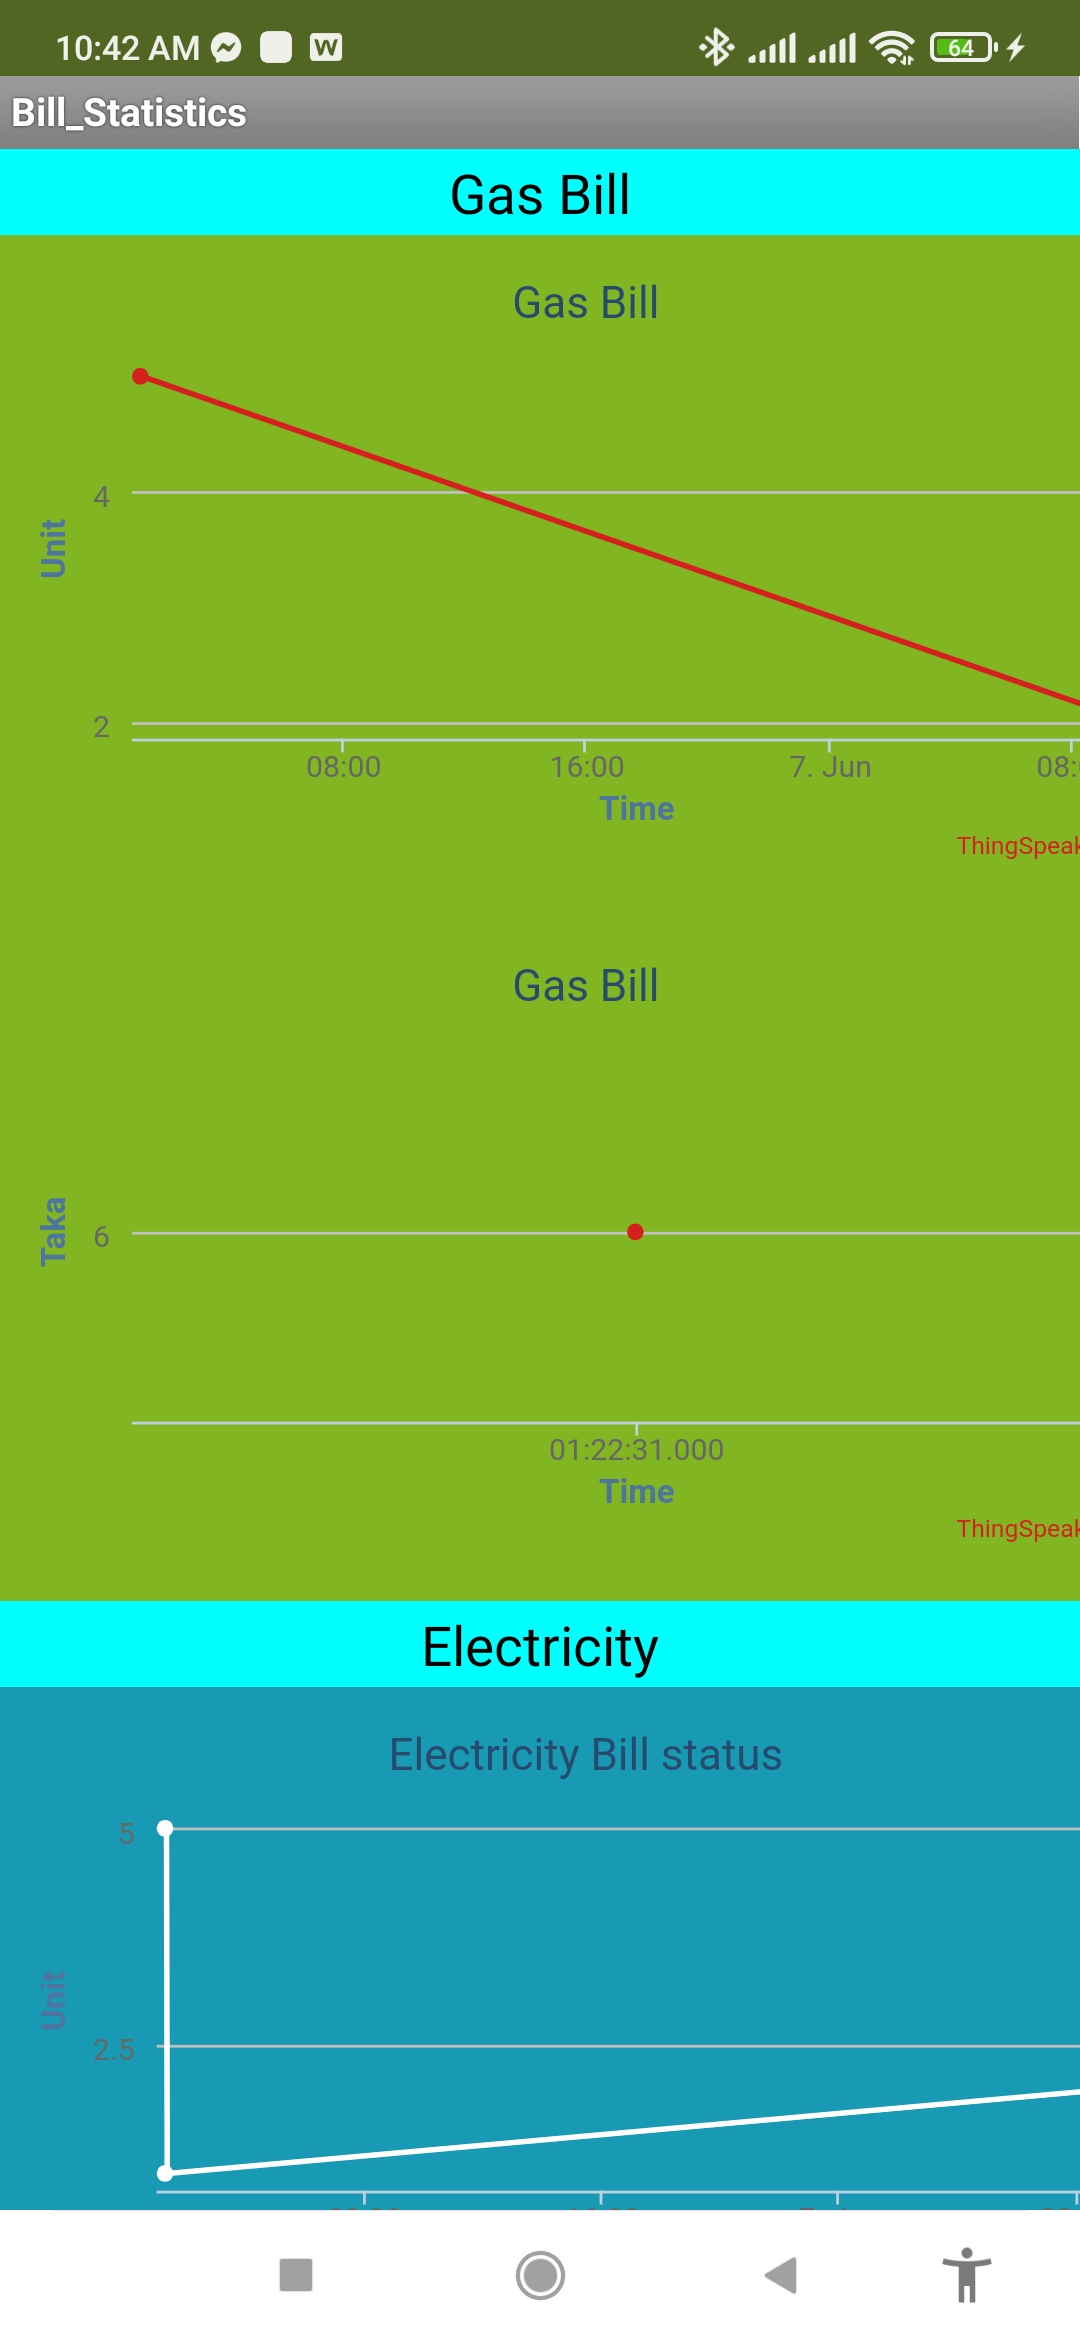 10:42 AM W 64
Bill_Statistics
Gas Bill
Gas Bill
4
Unit
2
08:00 16:00 7. Jun 08:
Time
ThingSpeak
Gas Bill
Taka
6
01:22:31.000
Time
ThingSpeak
Electricity
Electricity Bill status
5
Unit
2.5